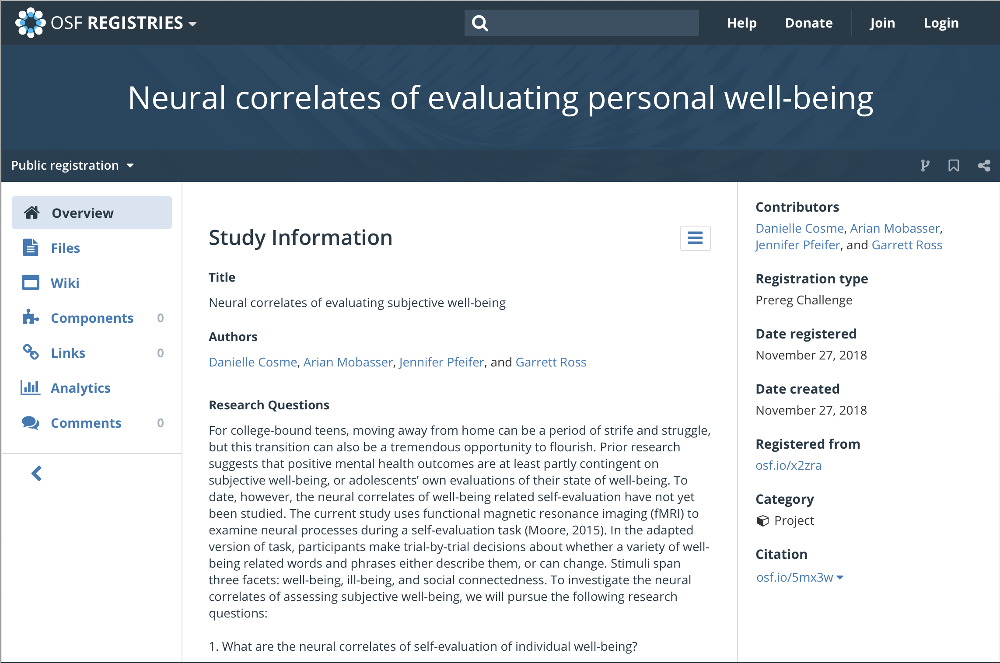 OSF REGISTRIES
Help Donate Join Login
Neural correlates of evaluating personal well-being
Public registration
Overview
Files
Wiki
Components 0
Links 0
Analytics
Comments 0
Study Information
Title
Neural correlates of evaluating subjective well-being
Authors
Danielle Cosme, Arian Mobasser, Jennifer Pfeifer, and Garrett Ross
Research Questions
For college-bound teens, moving away from home can be a period of strife and struggle,
but this transition can also be a tremendous opportunity to flourish. Prior research
suggests that positive mental health outcomes are at least partly contingent on
subjective well-being, or adolescents’ own evaluations of their state of well-being. To
date, however, the neural correlates of well-being related self-evaluation have not yet
been studied. The current study uses functional magnetic resonance imaging (fMRI) to
examine neural processes during a self-evaluation task (Moore, 2015). In the adapted
version of task, participants make trial-by-trial decisions about whether a variety of well-
being related words and phrases either describe them, or can change. Stimuli span
three facets: well-being, ill-being, and social connectedness. To investigate the neural
correlates of assessing subjective well-being, we will pursue the following research
questions:
1. What are the neural correlates of self-evaluation of individual well-being?
Contributors
Danielle Cosme, Arian Mobasser,
Jennifer Pfeifer, and Garrett Ross
Registration type
Prereg Challenge
Date registered
November 27, 2018
Date created
November 27, 2018
Registered from
osf.io/x2zra
Category
Project
Citation
osf.io/5mx3w